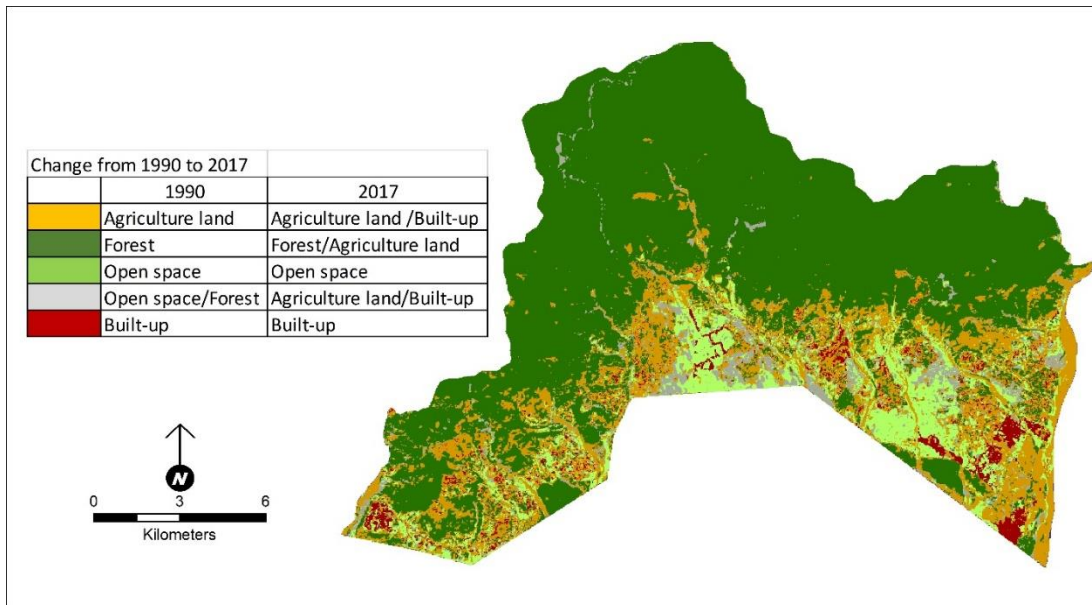 Change from 1990 to 2017
1990 2017
Agriculture land Agriculture land /Built-up
Forest Forest/Agriculture land
Open space Open space
Open space/Forest Agriculture land/Built-up
Built-up Built-up
N
0 3 6
Kilometers